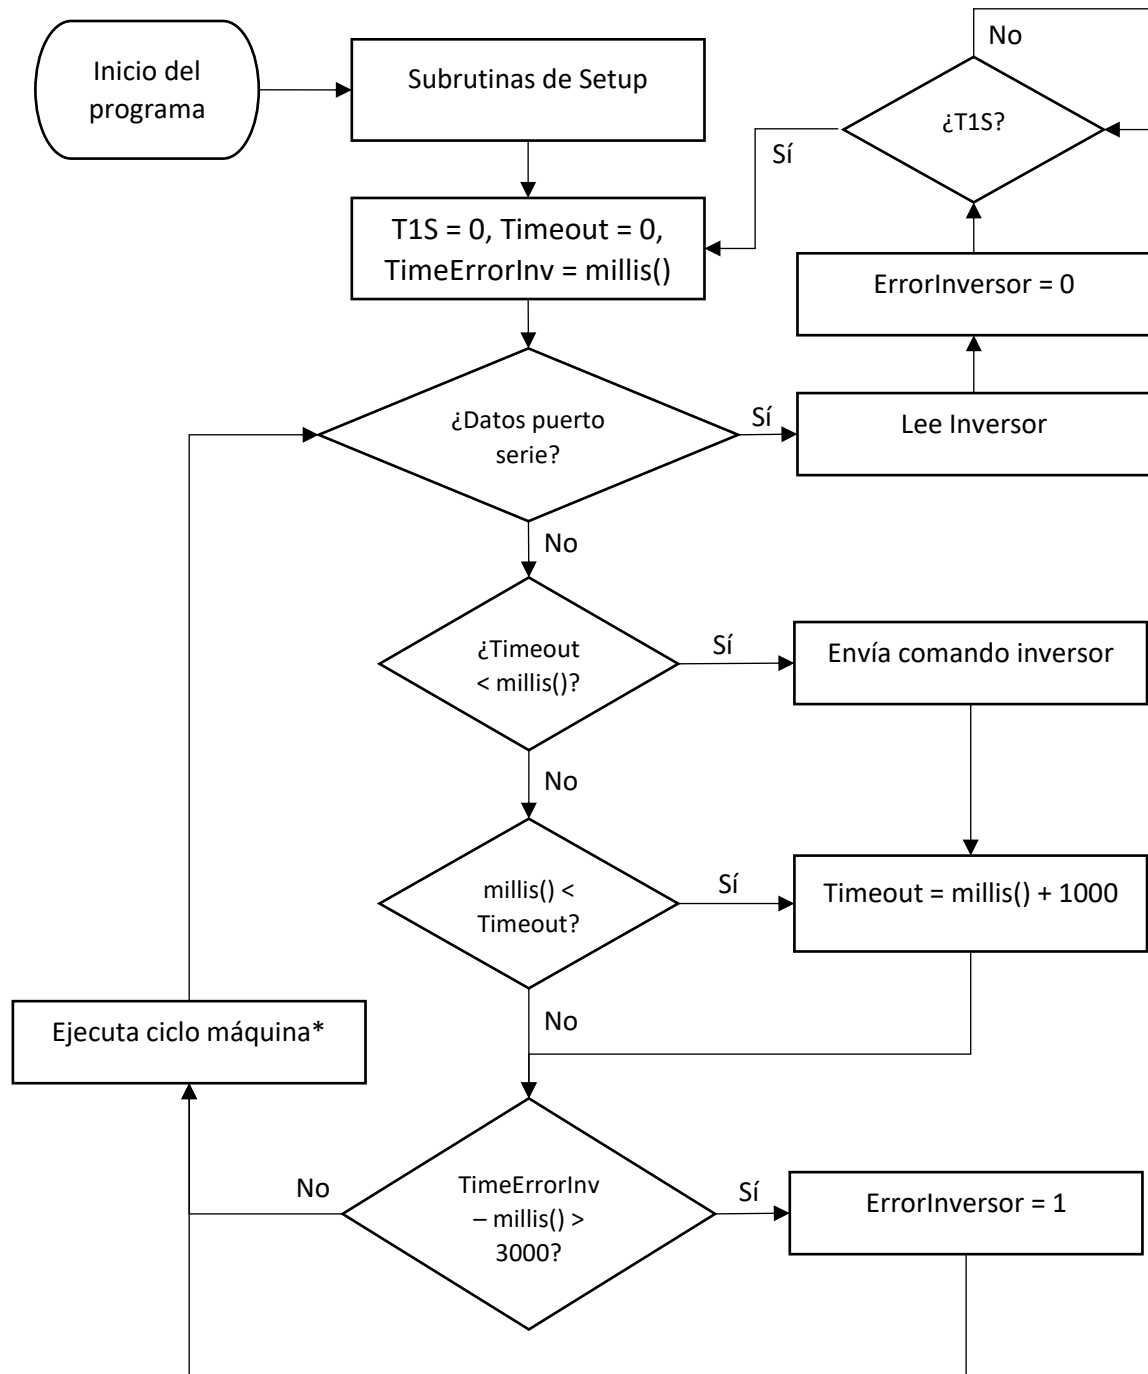 No
Inicio del
programa
Subrutinas de Setup
¿T1S?
Sí
T1S = 0, Timeout = 0,
TimeErrorInv = millis()
ErrorInversor = 0
¿Datos puerto
serie?
Sí
Lee Inversor
No
¿Timeout
< millis()?
Sí
Envía comando inversor
No
millis() <
Timeout?
Sí
Timeout = millis() + 1000
No
Ejecuta ciclo máquina*
No
TimeErrorInv
– millis() >
3000?
Sí
ErrorInversor = 1